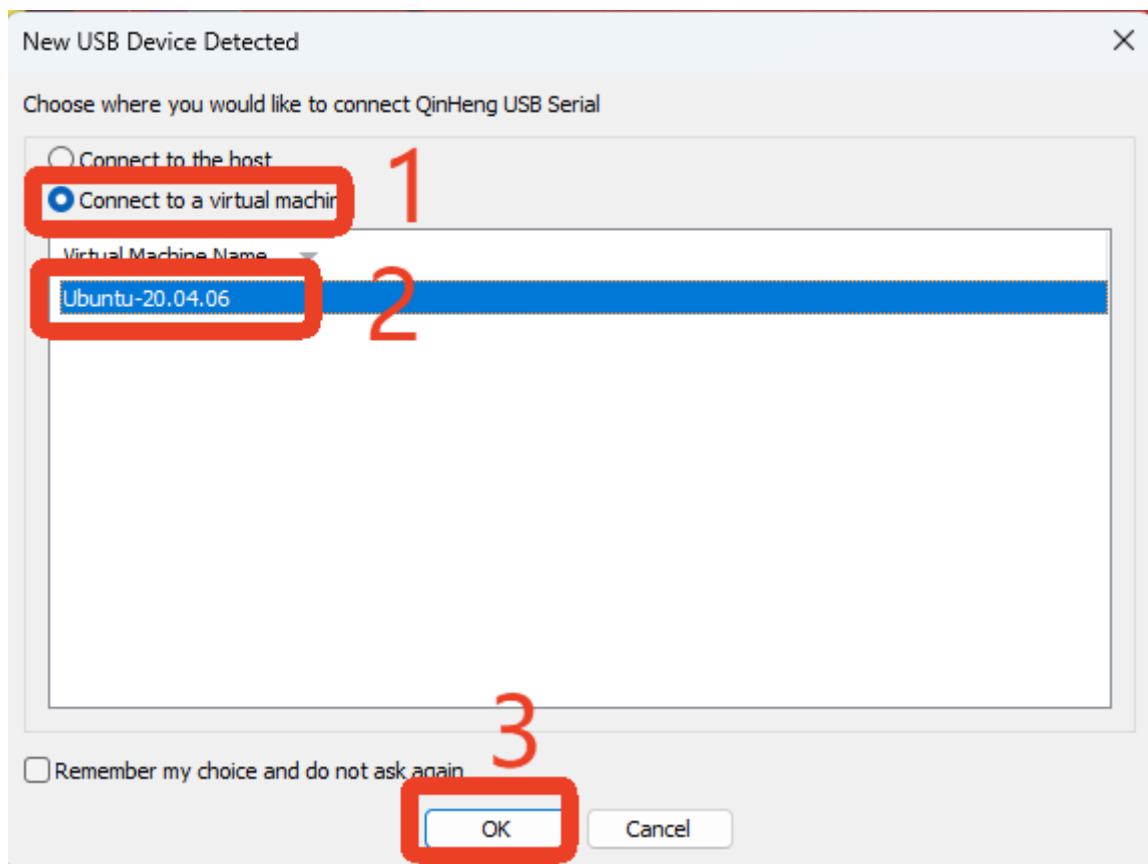 New USB Device Detected
Choose where you would like to connect QinHeng USB Serial
Connect to the host
1
Connect to a virtual machin
Virtual Machine Name
Ubuntu-20.04.06
2
3
Remember my choice and do not ask again
OK
Cancel